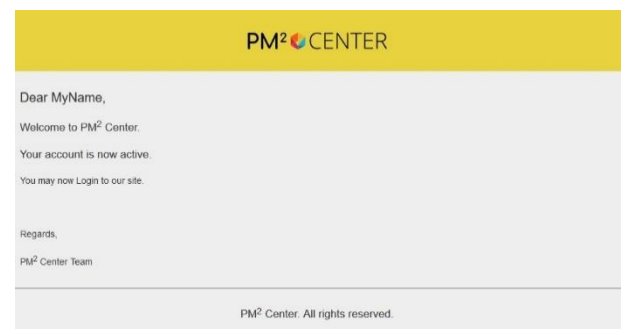 PM² CENTER
Dear MyName,
Welcome to PM² Center.
Your account is now active.
You may now Login to our site.
Regards,
PM² Center Team
PM² Center. All rights reserved.